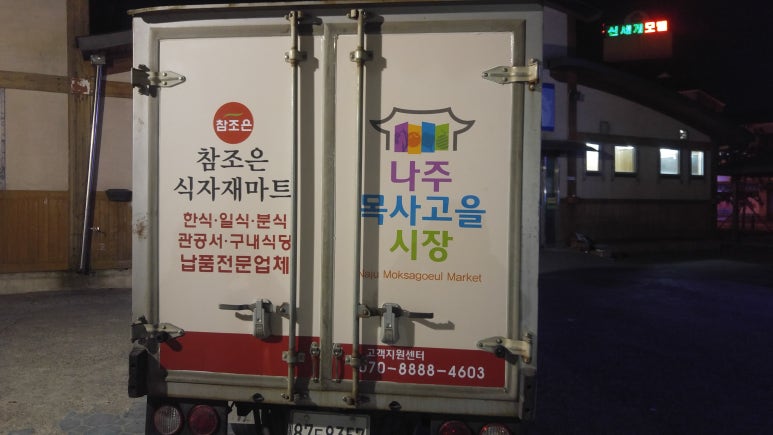 신세계모텔
참조은
참조은
식자재마트
한식·일식·분식
관공서·구내식당
납품전문업체
나주
목사고을
시장
Naju Moksagoeul Market
고객지원센터
070-8888-4603